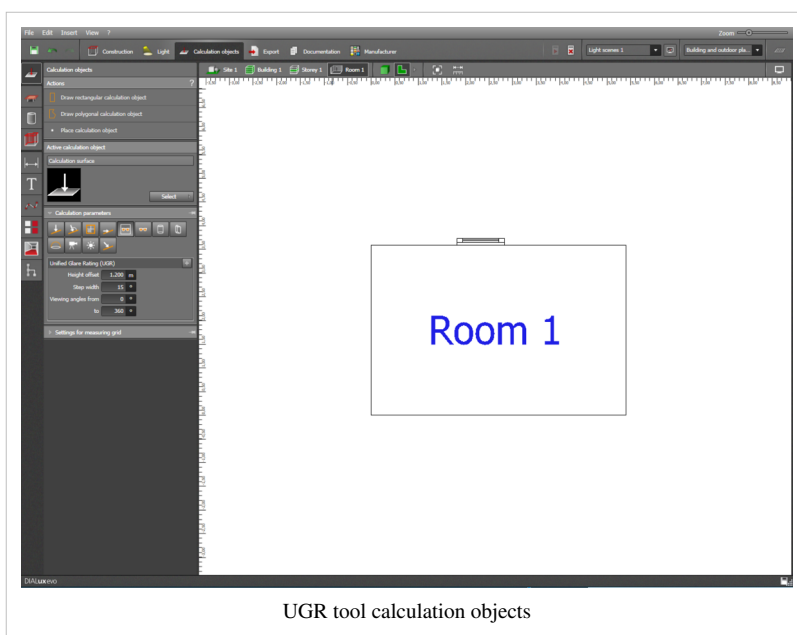 File Edit Insert View ?
Zoom
Construction Light Calculation objects Export Documentation Manufacturer
Light scenes 1
Building and outdoor pla...
Calculation objects
Site 1 Building 1 Storey 1 Room 1
Actions ?
Draw rectangular calculation object
Draw polygonal calculation object
Place calculation object
Active calculation object
Calculation surface
Select
Calculation parameters
Unified Glare Rating (UGR)
Height offset 1.200 m
Step width 15 °
Viewing angles from 0 °
to 360 °
Settings for measuring grid
T
Room 1
DIALux evo
UGR tool calculation objects